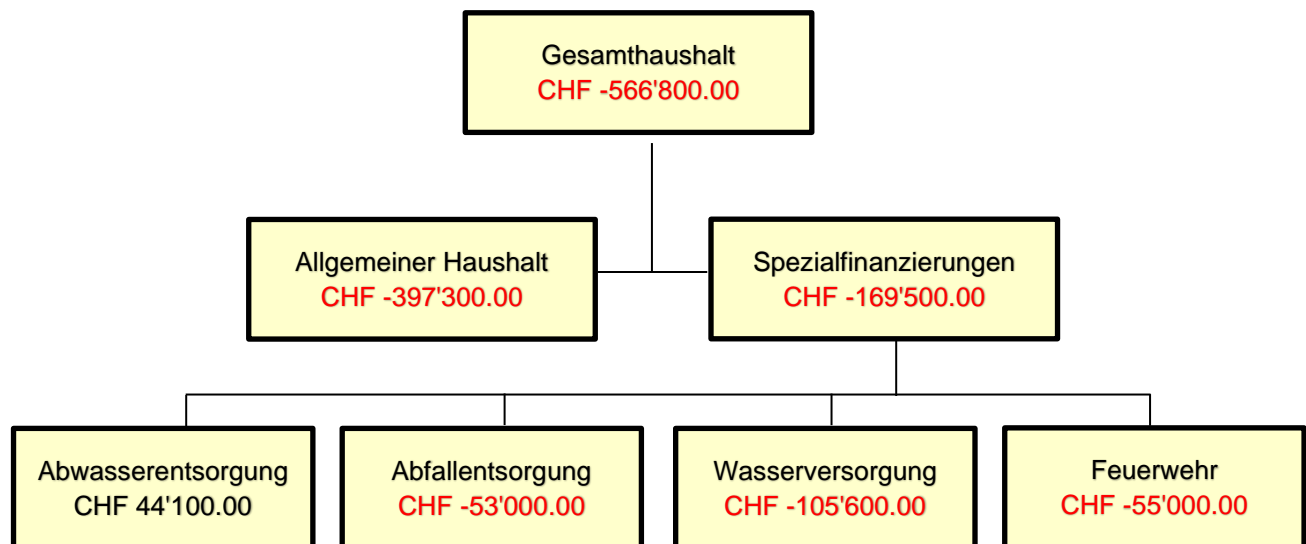 Gesamthaushalt
CHF -566'800.00
Allgemeiner Haushalt
CHF -397'300.00
Spezialfinanzierungen
CHF -169'500.00
Abwasserentsorgung
CHF 44'100.00
Abfallentsorgung
CHF -53'000.00
Wasserversorgung
CHF -105'600.00
Feuerwehr
CHF -55'000.00